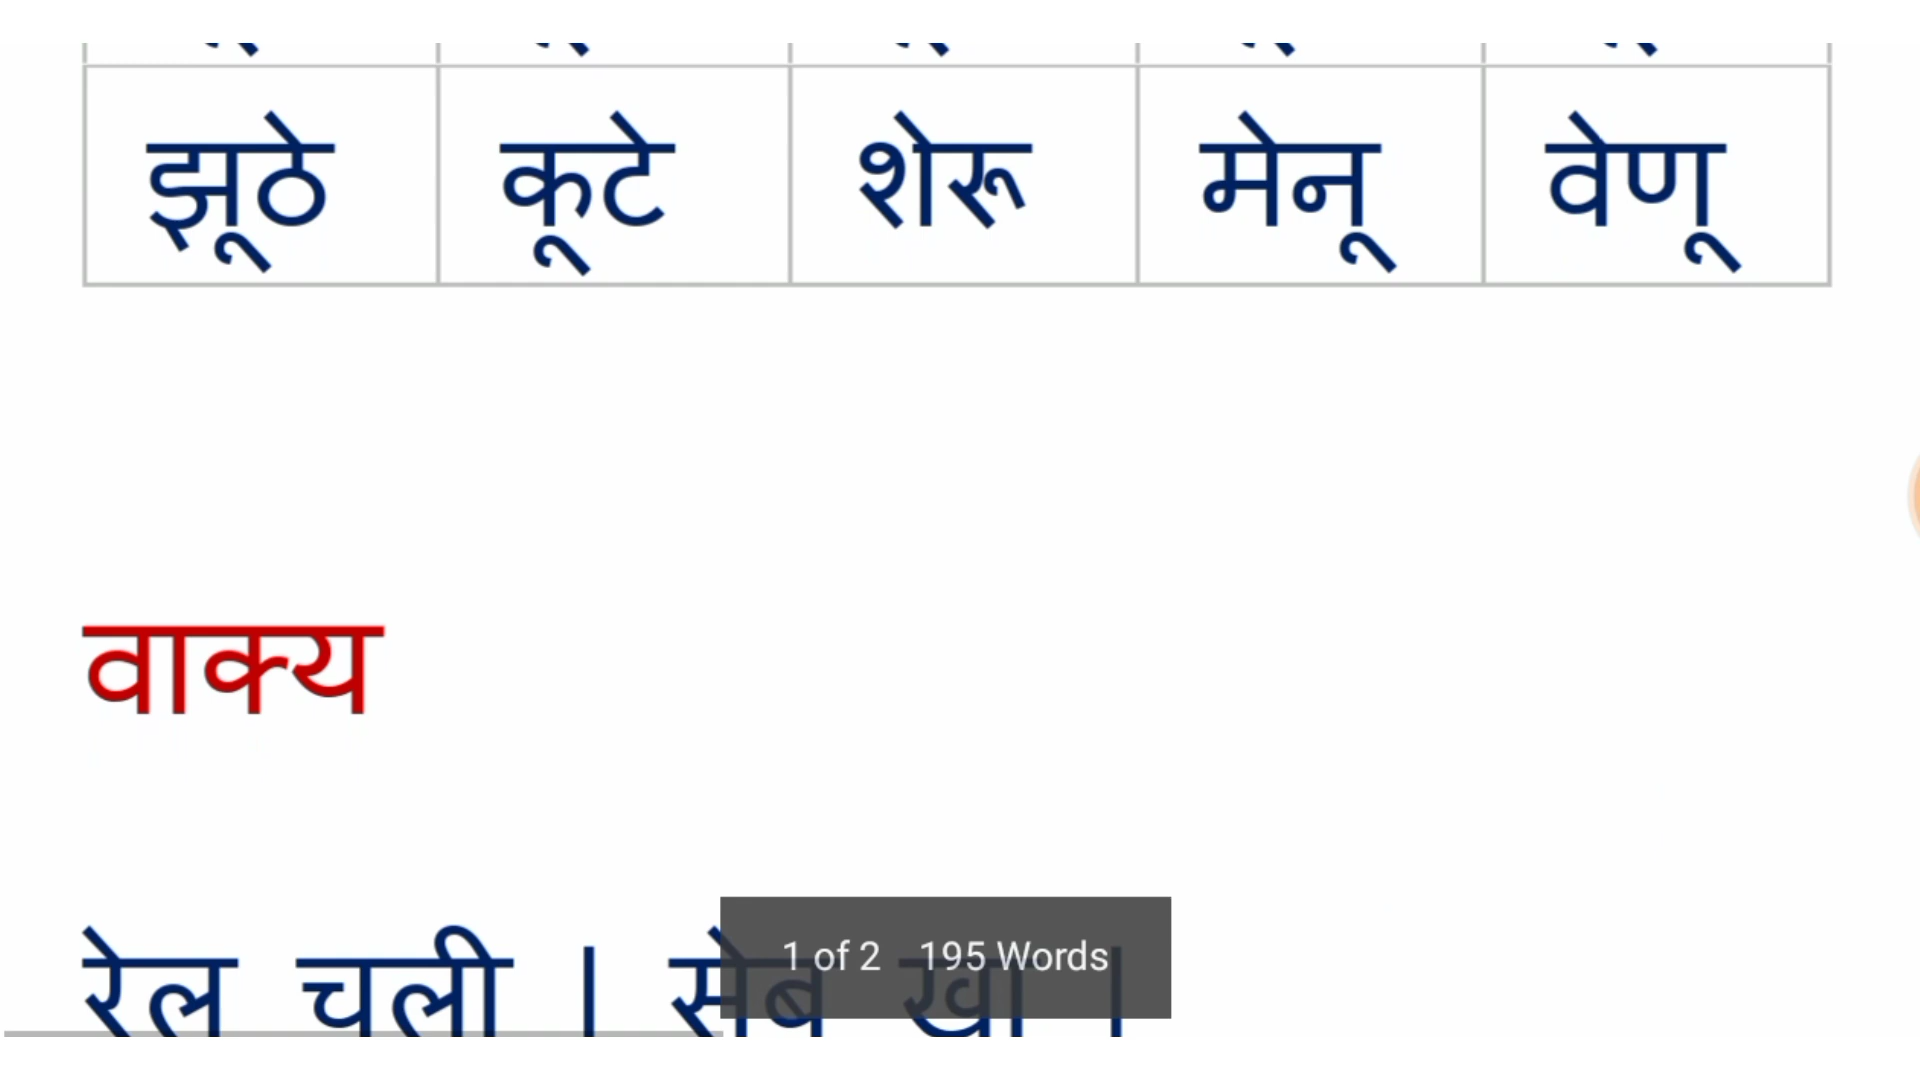 झूठे कूटे शेरू मेनू वेणू
वाक्य
रेल चली । सेब खा ।
1 of 2 195 Words